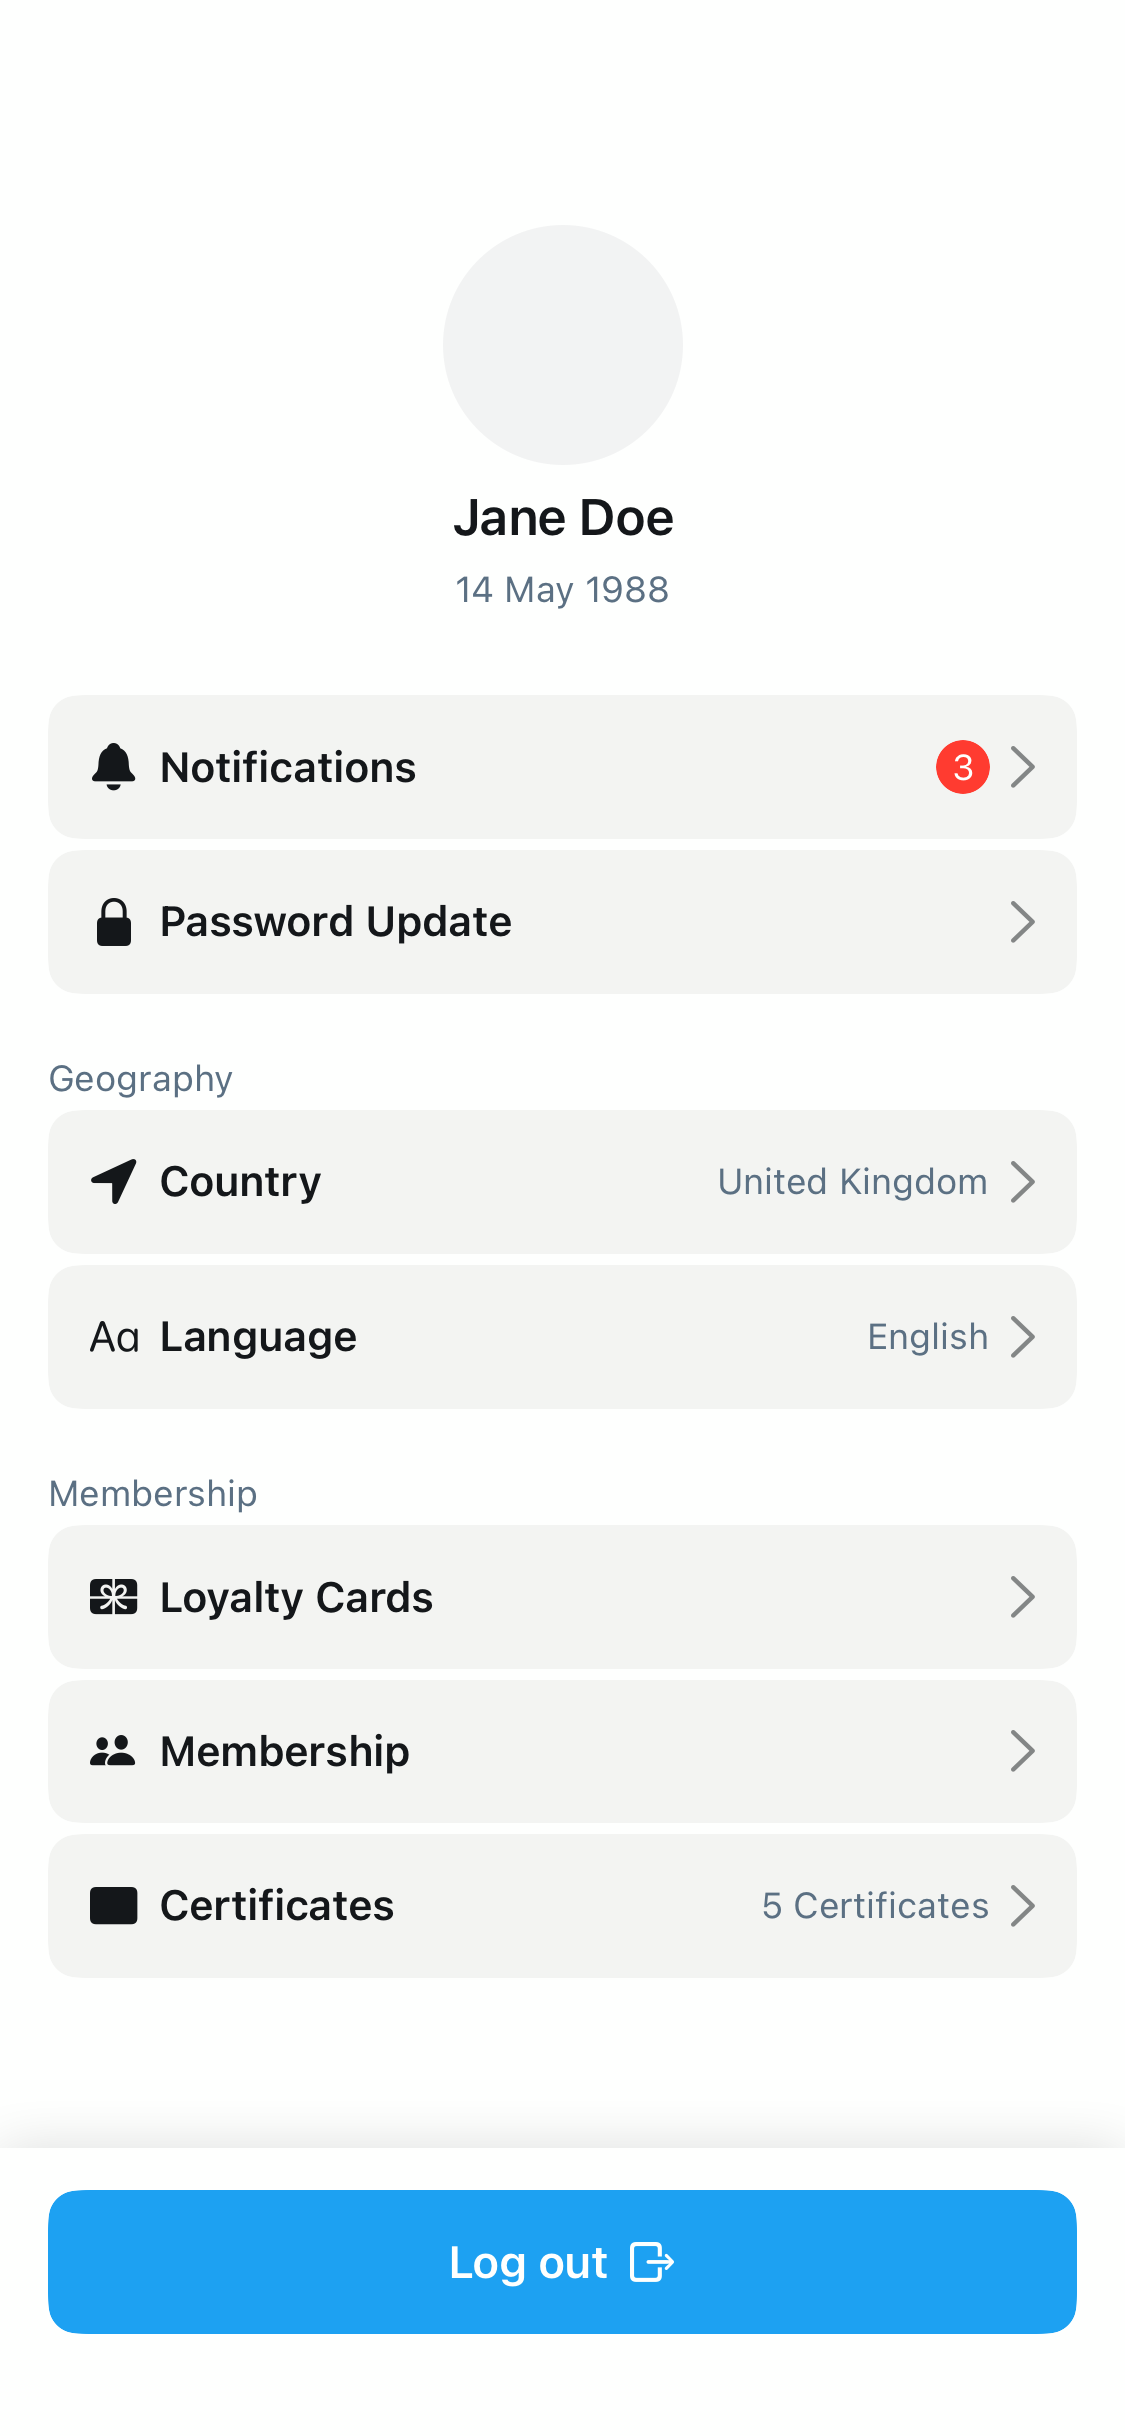 Jane Doe
14 May 1988
Notifications 3
Password Update
Geography
Country United Kingdom
Aa Language English
Membership
Loyalty Cards
Membership
Certificates 5 Certificates
Log out